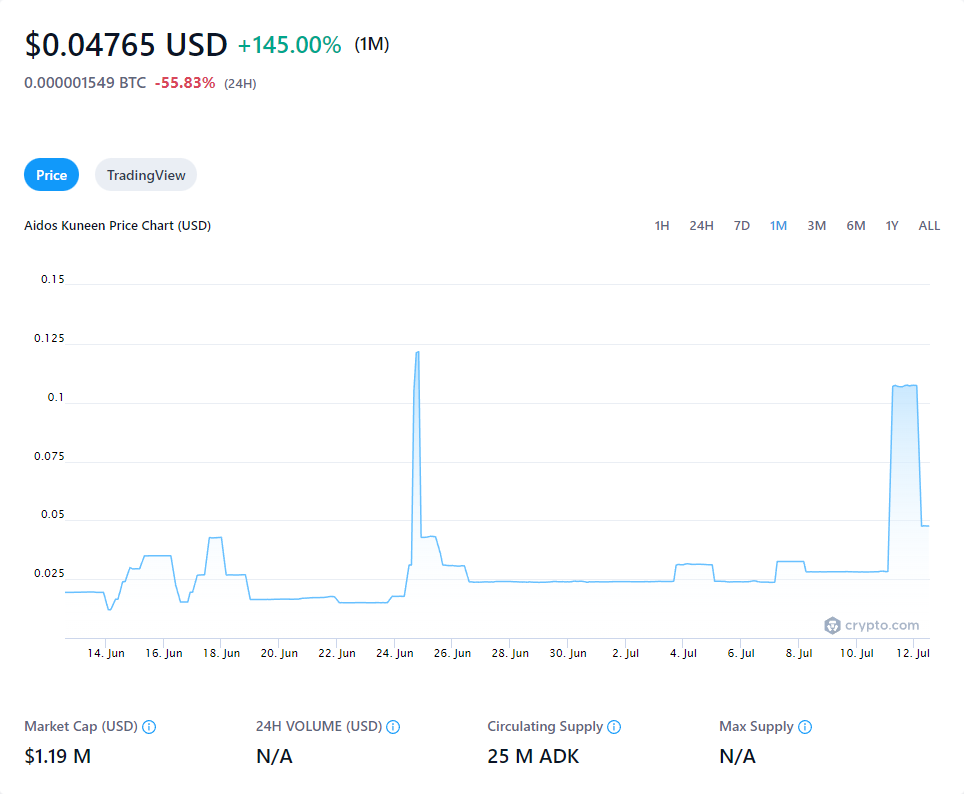 $0.04765 USD +145.00% (1M)
0.000001549 BTC -55.83% (24H)
Price TradingView
Aidos Kuneen Price Chart (USD) 1H 24H 7D 1M 3M 6M 1Y ALL
0.15
0.125
0.1
0.075
0.05
0.025
crypto.com
14. Jun 16. Jun 18. Jun 20. Jun 22. Jun 24. Jun 26. Jun 28. Jun 30. Jun 2. Jul 4. Jul 6. Jul 8. Jul 10. Jul 12. Jul
Market Cap (USD) 24H VOLUME (USD) Circulating Supply Max Supply
$1.19 M N/A 25 M ADK N/A